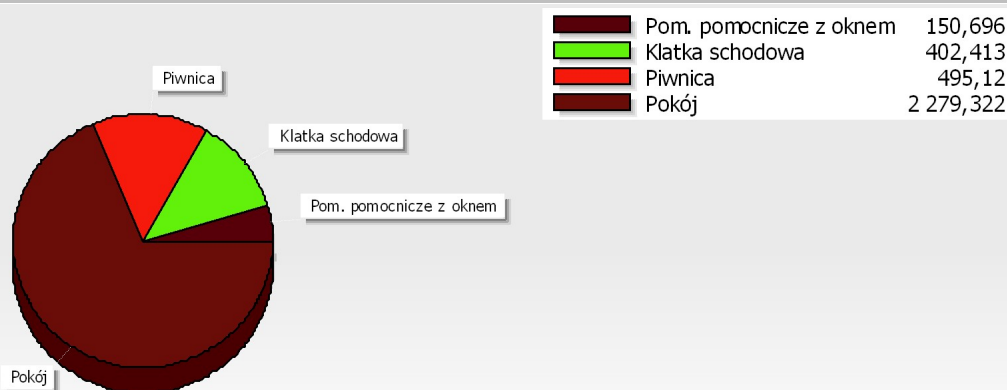 Pom. pomocnicze z oknem 150,696
Klatka schodowa 402,413
Piwnica 495,12
Pokój 2 279,322
Piwnica
Klatka schodowa
Pom. pomocnicze z oknem
Pokój